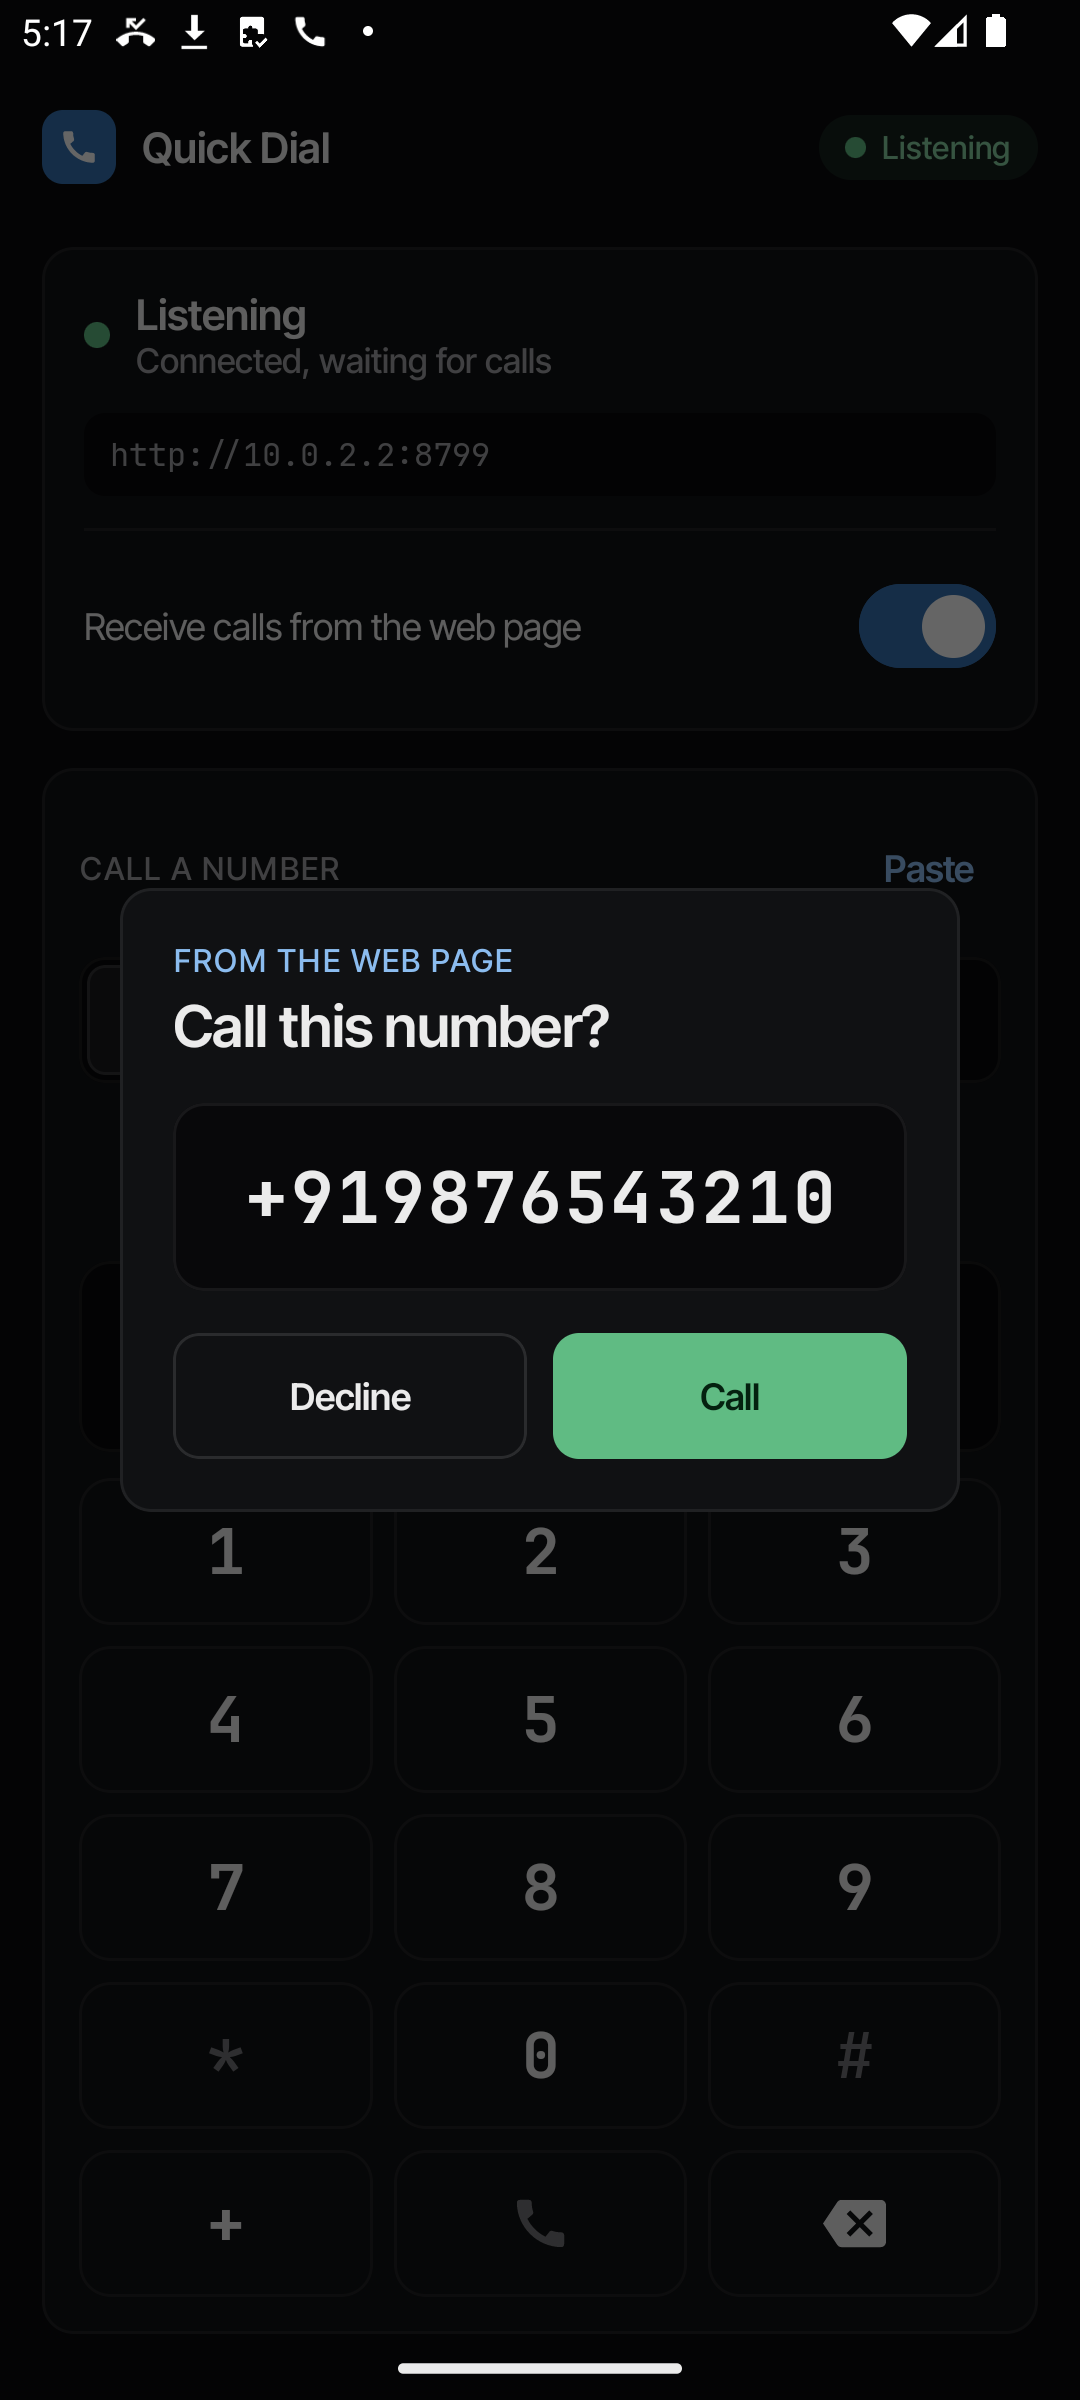 5:17
Quick Dial
Listening
Listening
Connected, waiting for calls
http://10.0.2.2:8799
Receive calls from the web page
CALL A NUMBER
Paste
FROM THE WEB PAGE
Call this number?
+919876543210
Decline
Call
1 2 3
4 5 6
7 8 9
* 0 #
+